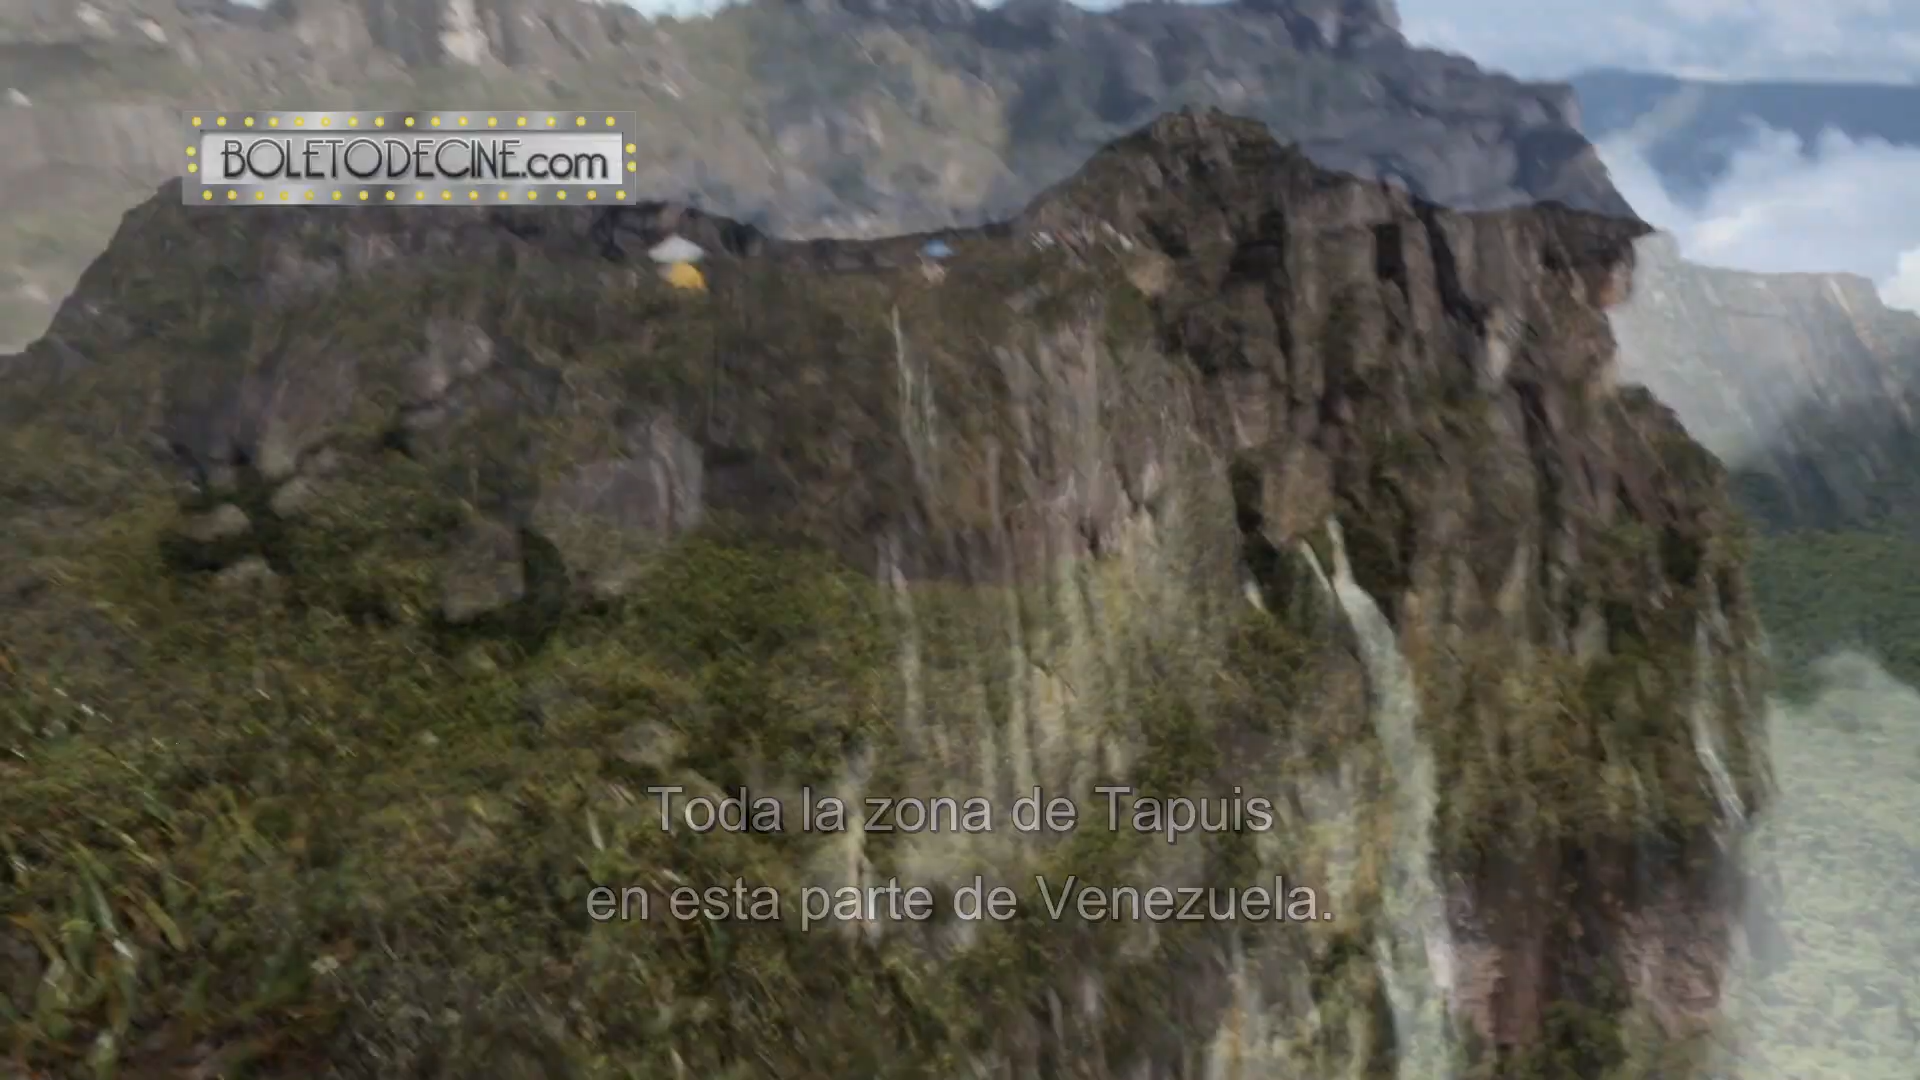 BOLETODECINE.com
Toda la zona de Tapuis
en esta parte de Venezuela.